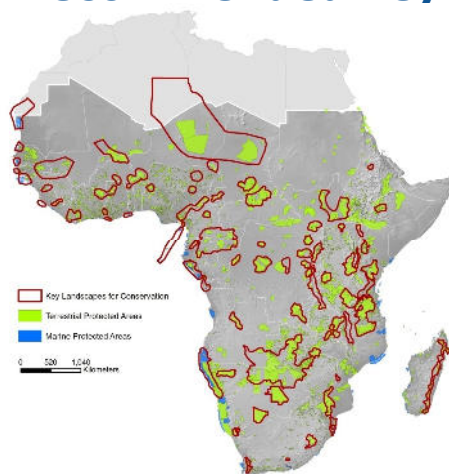 Key Landscapes for Conservation
Terrestrial Protected Areas
Marine Protected Areas
0 520 1,040
Kilometers